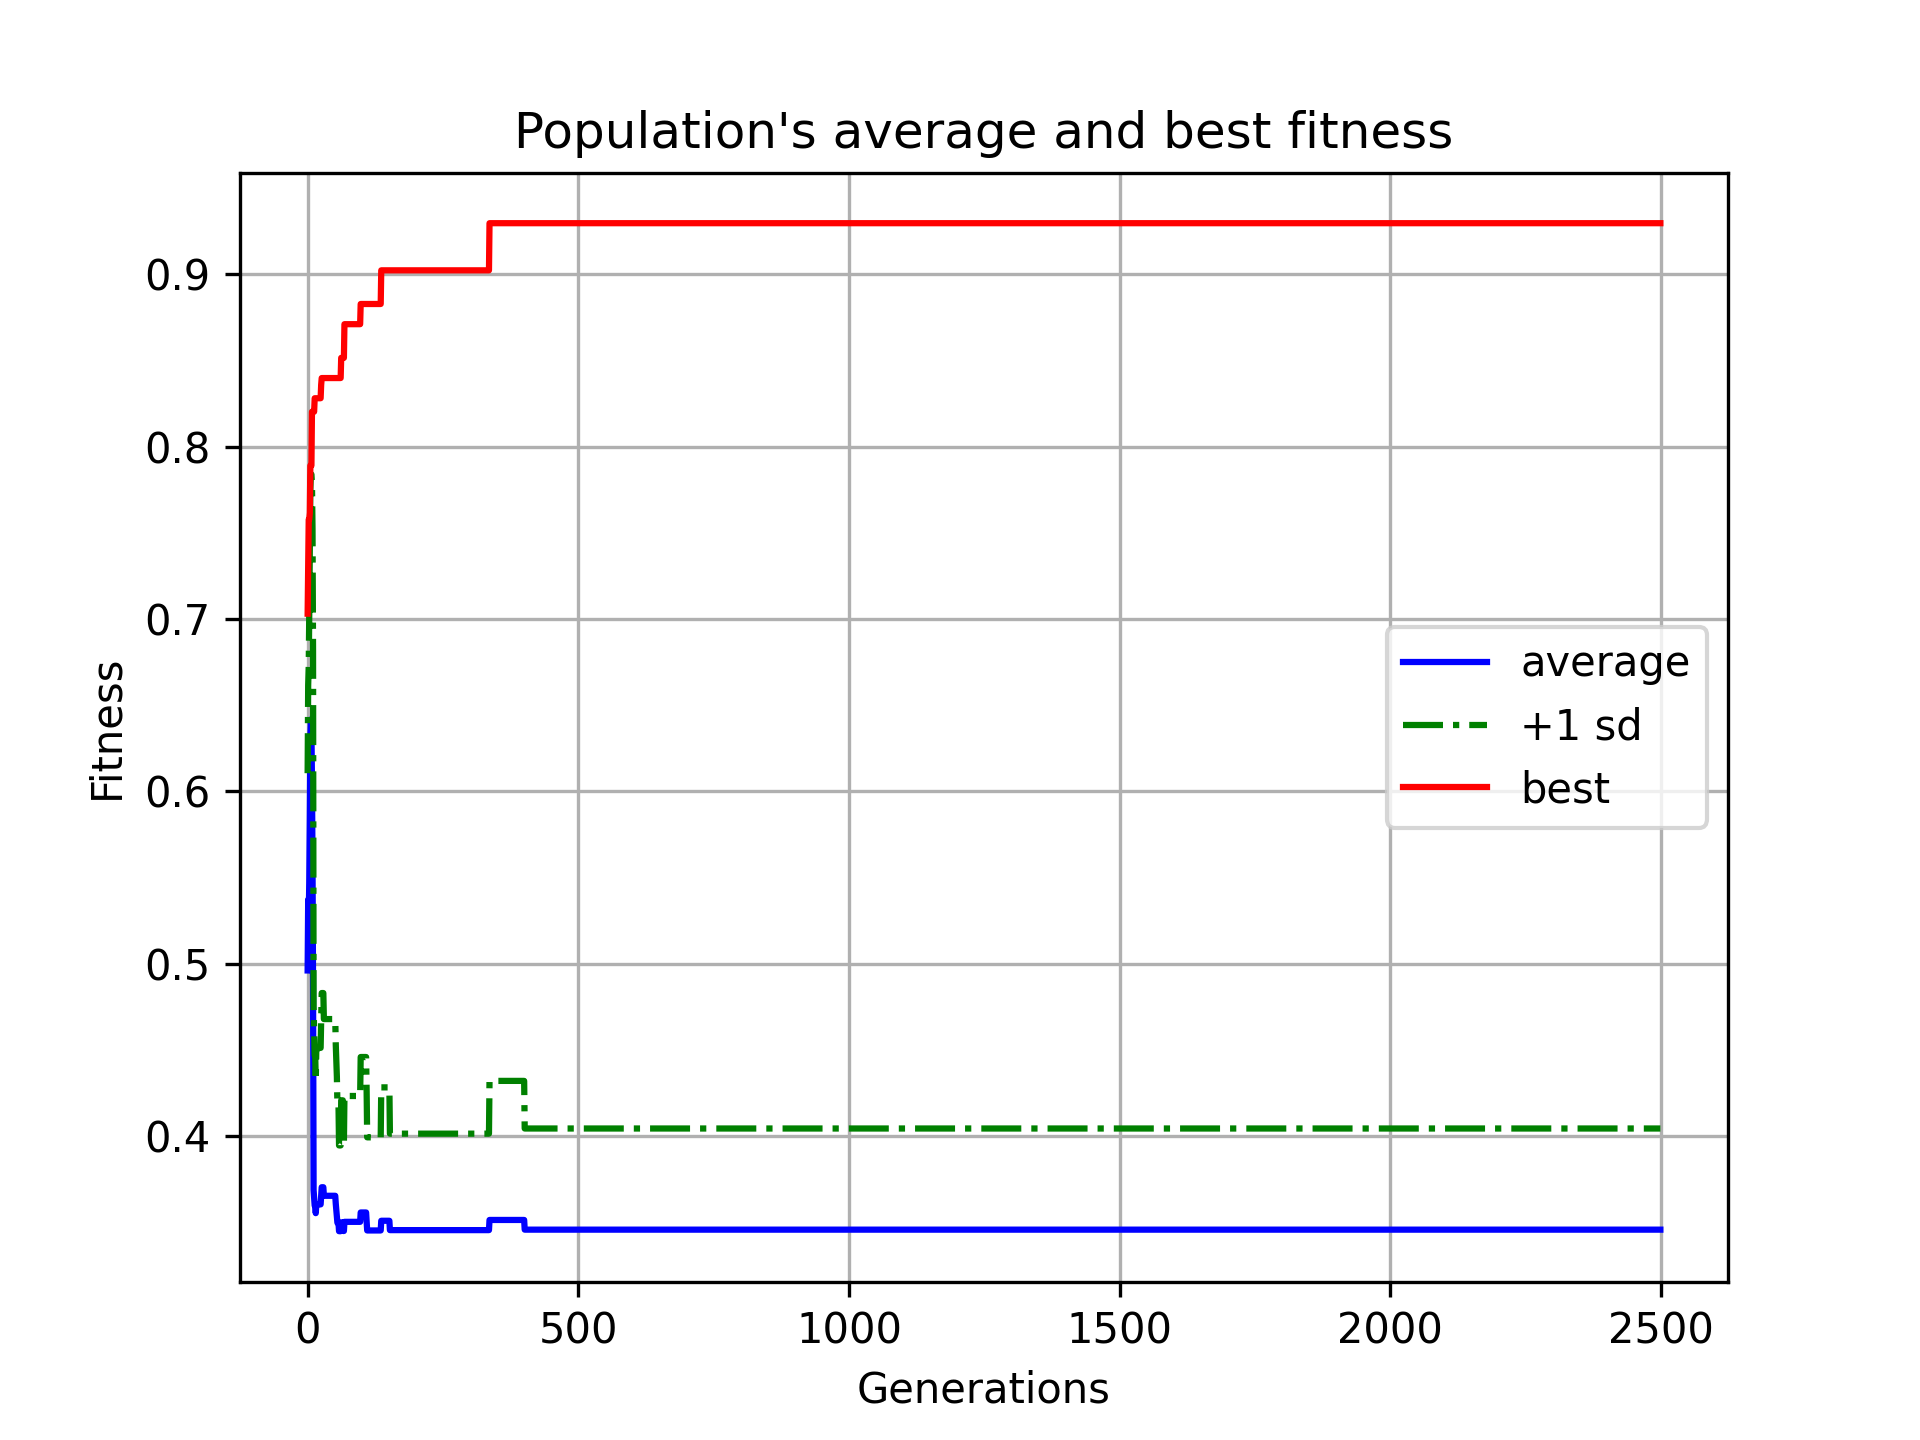 Population's average and best fitness
0.9
0.8
0.7
0.6
0.5
0.4
Fitness
average
+1 sd
best
0 500 1000 1500 2000 2500
Generations